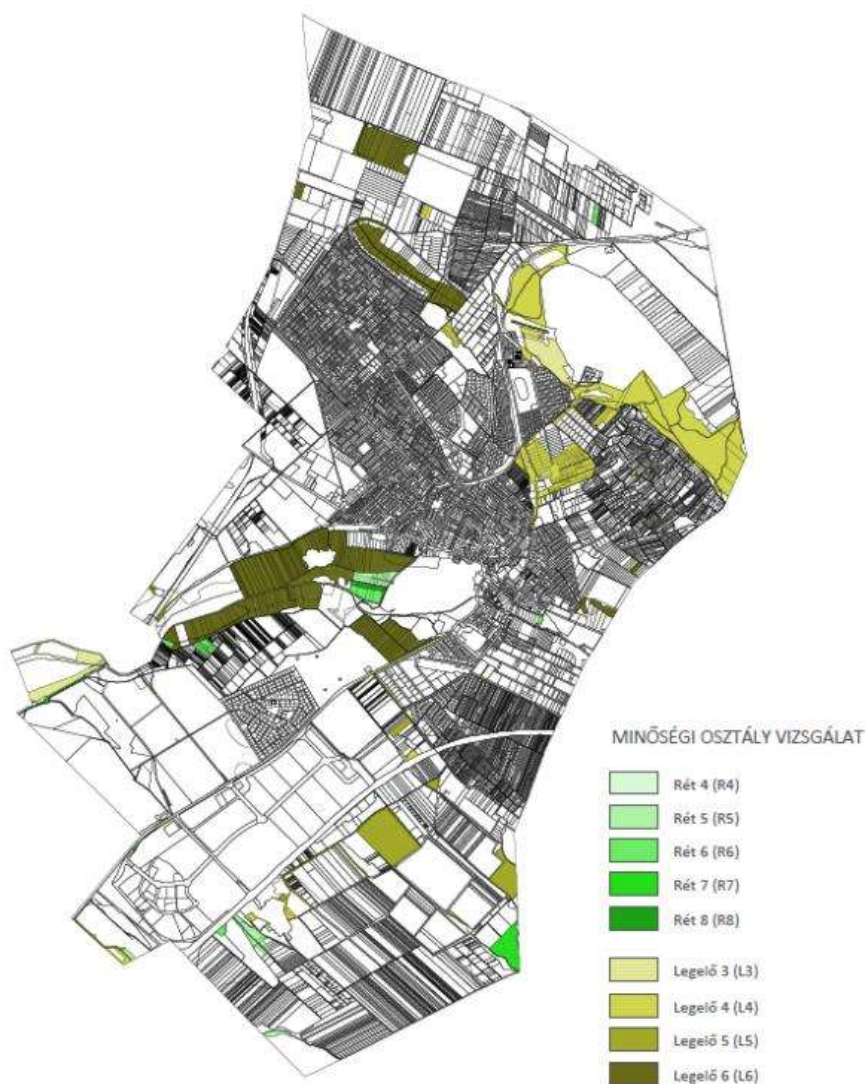 MINŐSÉGI OSZTÁLY VIZSGÁLAT
Rét 4 (R4)
Rét 5 (R5)
Rét 6 (R6)
Rét 7 (R7)
Rét 8 (R8)
Legelő 3 (L3)
Legelő 4 (L4)
Legelő 5 (L5)
Legelő 6 (L6)